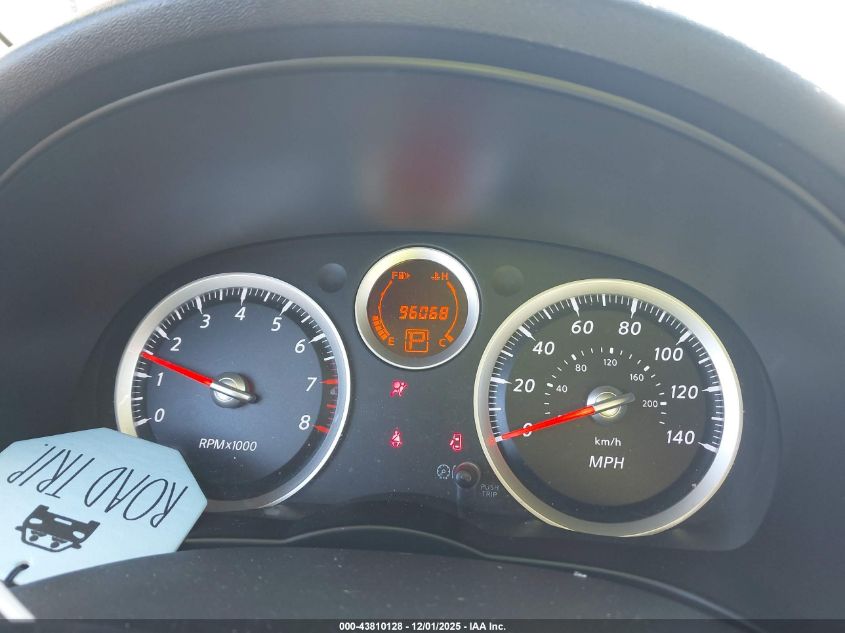 F H
96068
E P C
0 1 2 3 4 5 6 7 8
RPMx1000
0 20 40 60 80 100 120 140
40 80 120 160 200
km/h
MPH
PUSH
TRIP
ROAD TRIP!
000-43810128 - 12/01/2025 - IAA Inc.